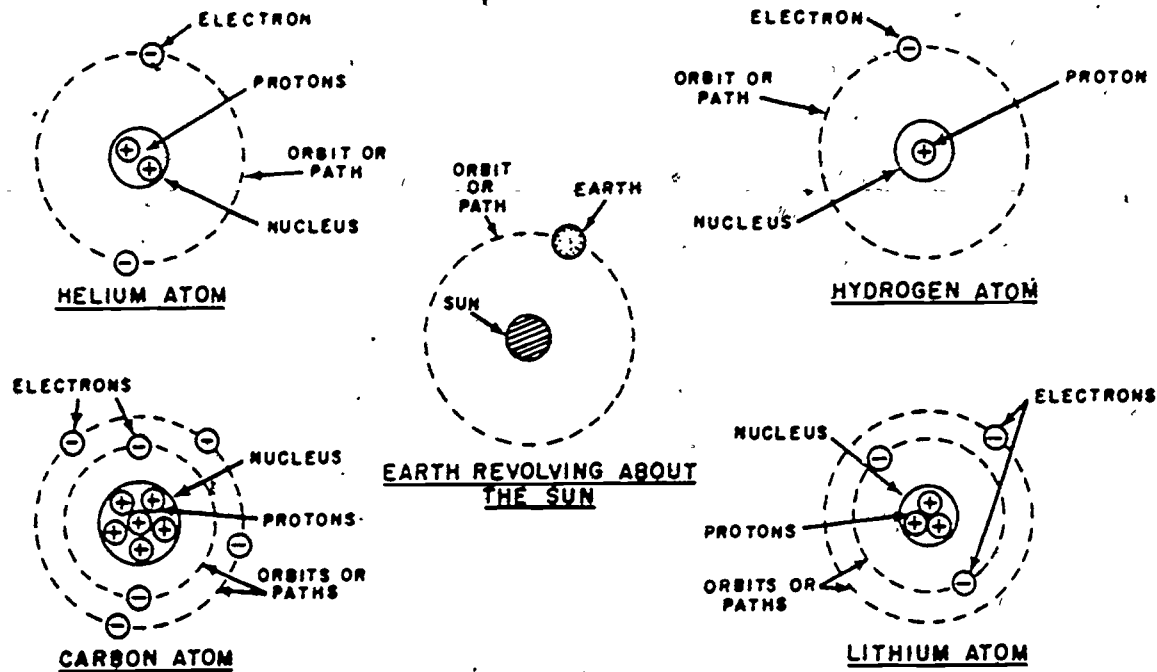 ELECTRON
PROTONS
ORBIT OR
PATH
NUCLEUS
HELIUM ATOM
ELECTRON
ORBIT OR
PATH
PROTON
NUCLEUS
HYDROGEN ATOM
ORBIT
OR
PATH
EARTH
SUN
EARTH REVOLVING ABOUT
THE SUN
ELECTRONS
NUCLEUS
PROTONS
ORBITS OR
PATHS
CARBON ATOM
ELECTRONS
NUCLEUS
PROTONS
ORBITS OR
PATHS
LITHIUM ATOM